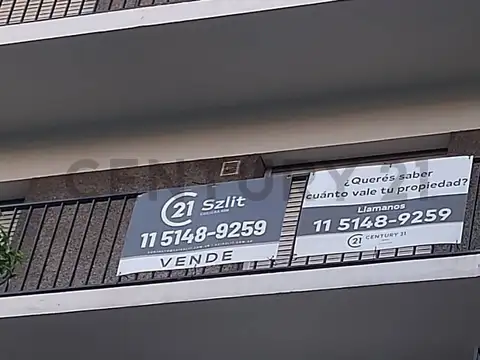 CENTURY 21
21 Szlit
11 5148-9259
VENDE
¿Querés saber
cuánto vale tu propiedad?
Llamanos
11 5148-9259
21 CENTURY 21